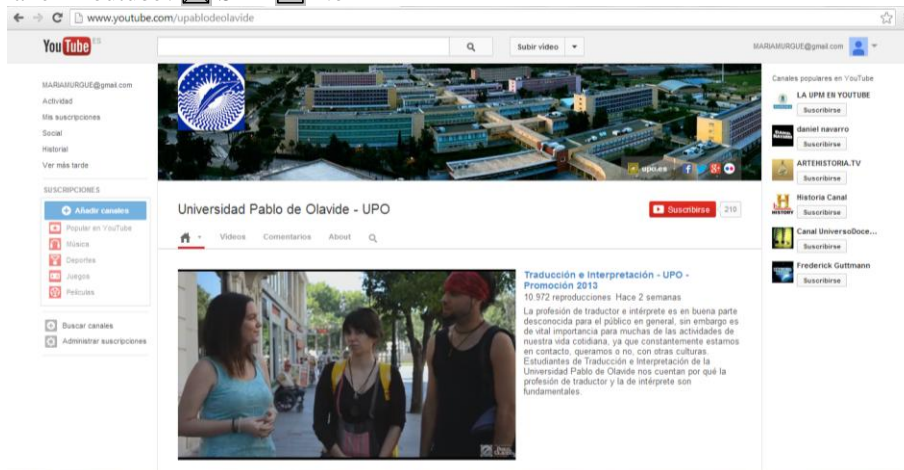 www.youtube.com/upablodeolavide
YouTube ES
Subir vídeo
MARIAMURGUE@gmail.com
MARIAMURGUE@gmail.com
Actividad
Mis suscripciones
Social
Historial
Ver más tarde
SUSCRIPCIONES
Añadir canales
Popular en YouTube
Música
Deportes
Juegos
Películas
Buscar canales
Administrar suscripciones
upo.es
Universidad Pablo de Olavide - UPO
Suscribirse 210
Vídeos Comentarios About
Traducción e Interpretación - UPO -
Promoción 2013
10.972 reproducciones Hace 2 semanas
La profesión de traductor e intérprete es en buena parte
desconocida para el público en general, sin embargo es
de vital importancia para muchas de las actividades de
nuestra vida cotidiana, ya que constantemente estamos
en contacto, queramos o no, con otras culturas.
Estudiantes de Traducción e Interpretación de la
Universidad Pablo de Olavide nos cuentan por qué la
profesión de traductor y la de intérprete son
fundamentales.
Canales populares en YouTube
LA UPM EN YOUTUBE
Suscribirse
daniel navarro
Suscribirse
ARTEHISTORIA.TV
Suscribirse
Historia Canal
HISTORY
Suscribirse
Canal UniversoDoce...
Suscribirse
Frederick Guttmann
Suscribirse